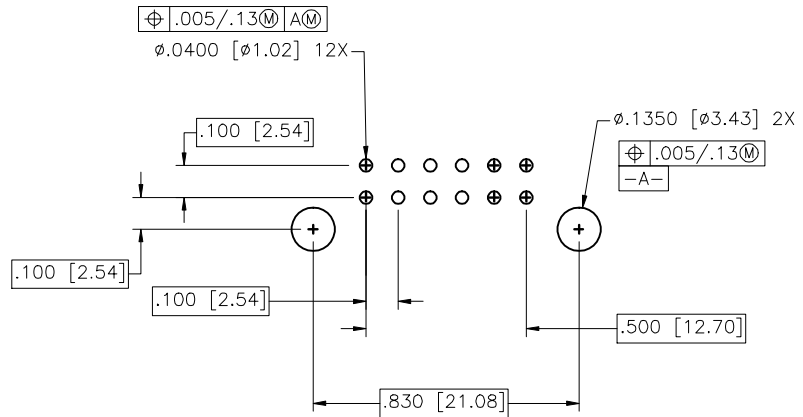 ⌖ .005/.13Ⓜ AⓂ
ø.0400 [ø1.02] 12X
.100 [2.54]
ø.1350 [ø3.43] 2X
⌖ .005/.13Ⓜ
-A-
.100 [2.54]
.100 [2.54]
.500 [12.70]
.830 [21.08]